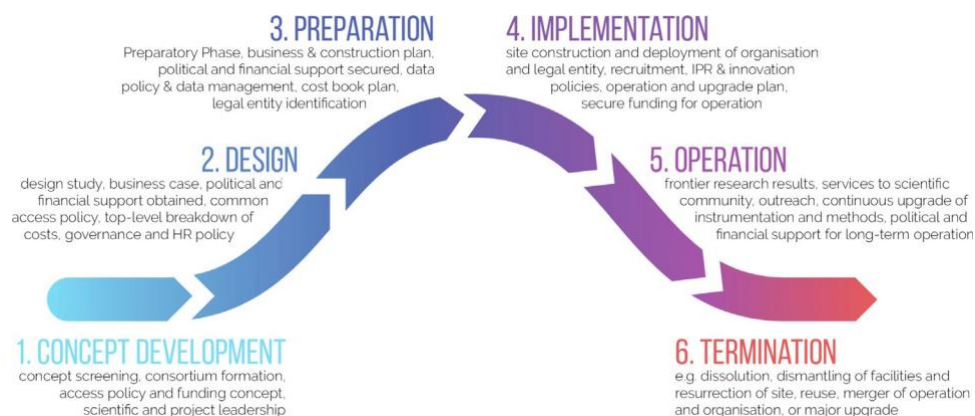 3. PREPARATION
Preparatory Phase, business & construction plan,
political and financial support secured, data
policy & data management, cost book plan,
legal entity identification
4. IMPLEMENTATION
site construction and deployment of organisation
and legal entity, recruitment, IPR & innovation
policies, operation and upgrade plan,
secure funding for operation
2. DESIGN
design study, business case, political and
financial support obtained, common
access policy, top-level breakdown of
costs, governance and HR policy
5. OPERATION
frontier research results, services to scientific
community, outreach, continuous upgrade of
instrumentation and methods, political and
financial support for long-term operation
1. CONCEPT DEVELOPMENT
concept screening, consortium formation,
access policy and funding concept,
scientific and project leadership
6. TERMINATION
e.g. dissolution, dismantling of facilities and
resurrection of site, reuse, merger of operation
and organisation, or major upgrade